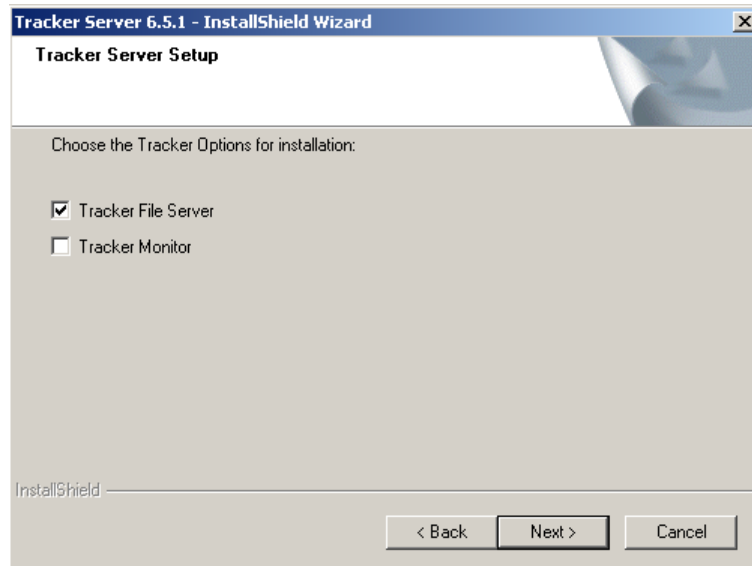 Tracker Server 6.5.1 - InstallShield Wizard
Tracker Server Setup
Choose the Tracker Options for installation:
Tracker File Server
Tracker Monitor
InstallShield
< Back Next > Cancel